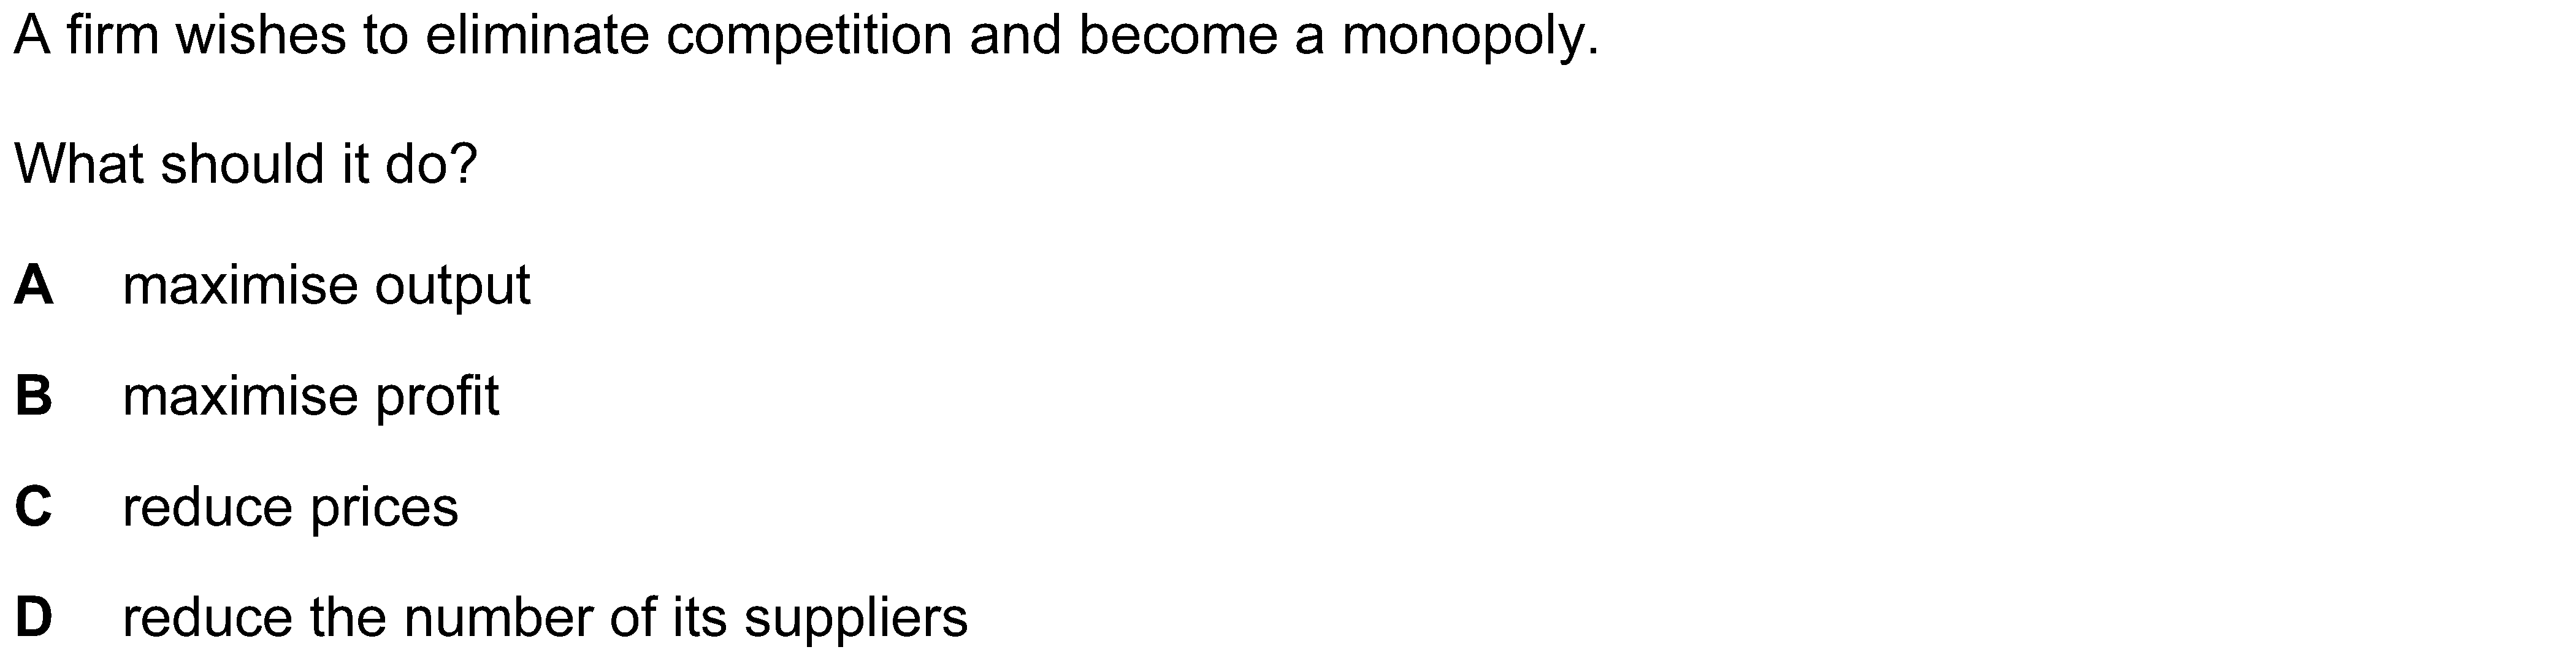 A firm wishes to eliminate competition and become a monopoly.
What should it do?
A maximise output
B maximise profit
C reduce prices
D reduce the number of its suppliers